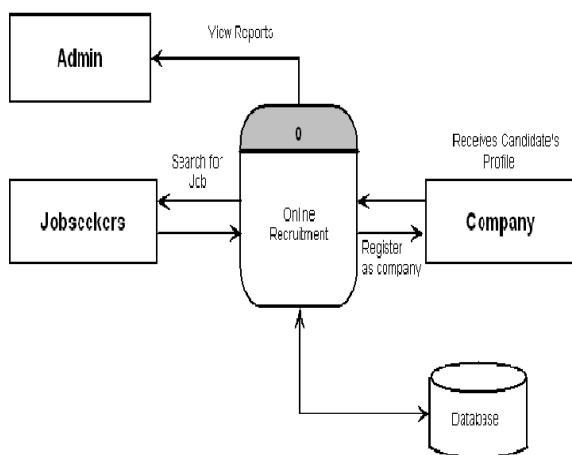 View Reports
Admin
0
Receives Candidate's
Profile
Search for
Job
Jobseekers
Online
Recruitment
Company
Register
as company
Database